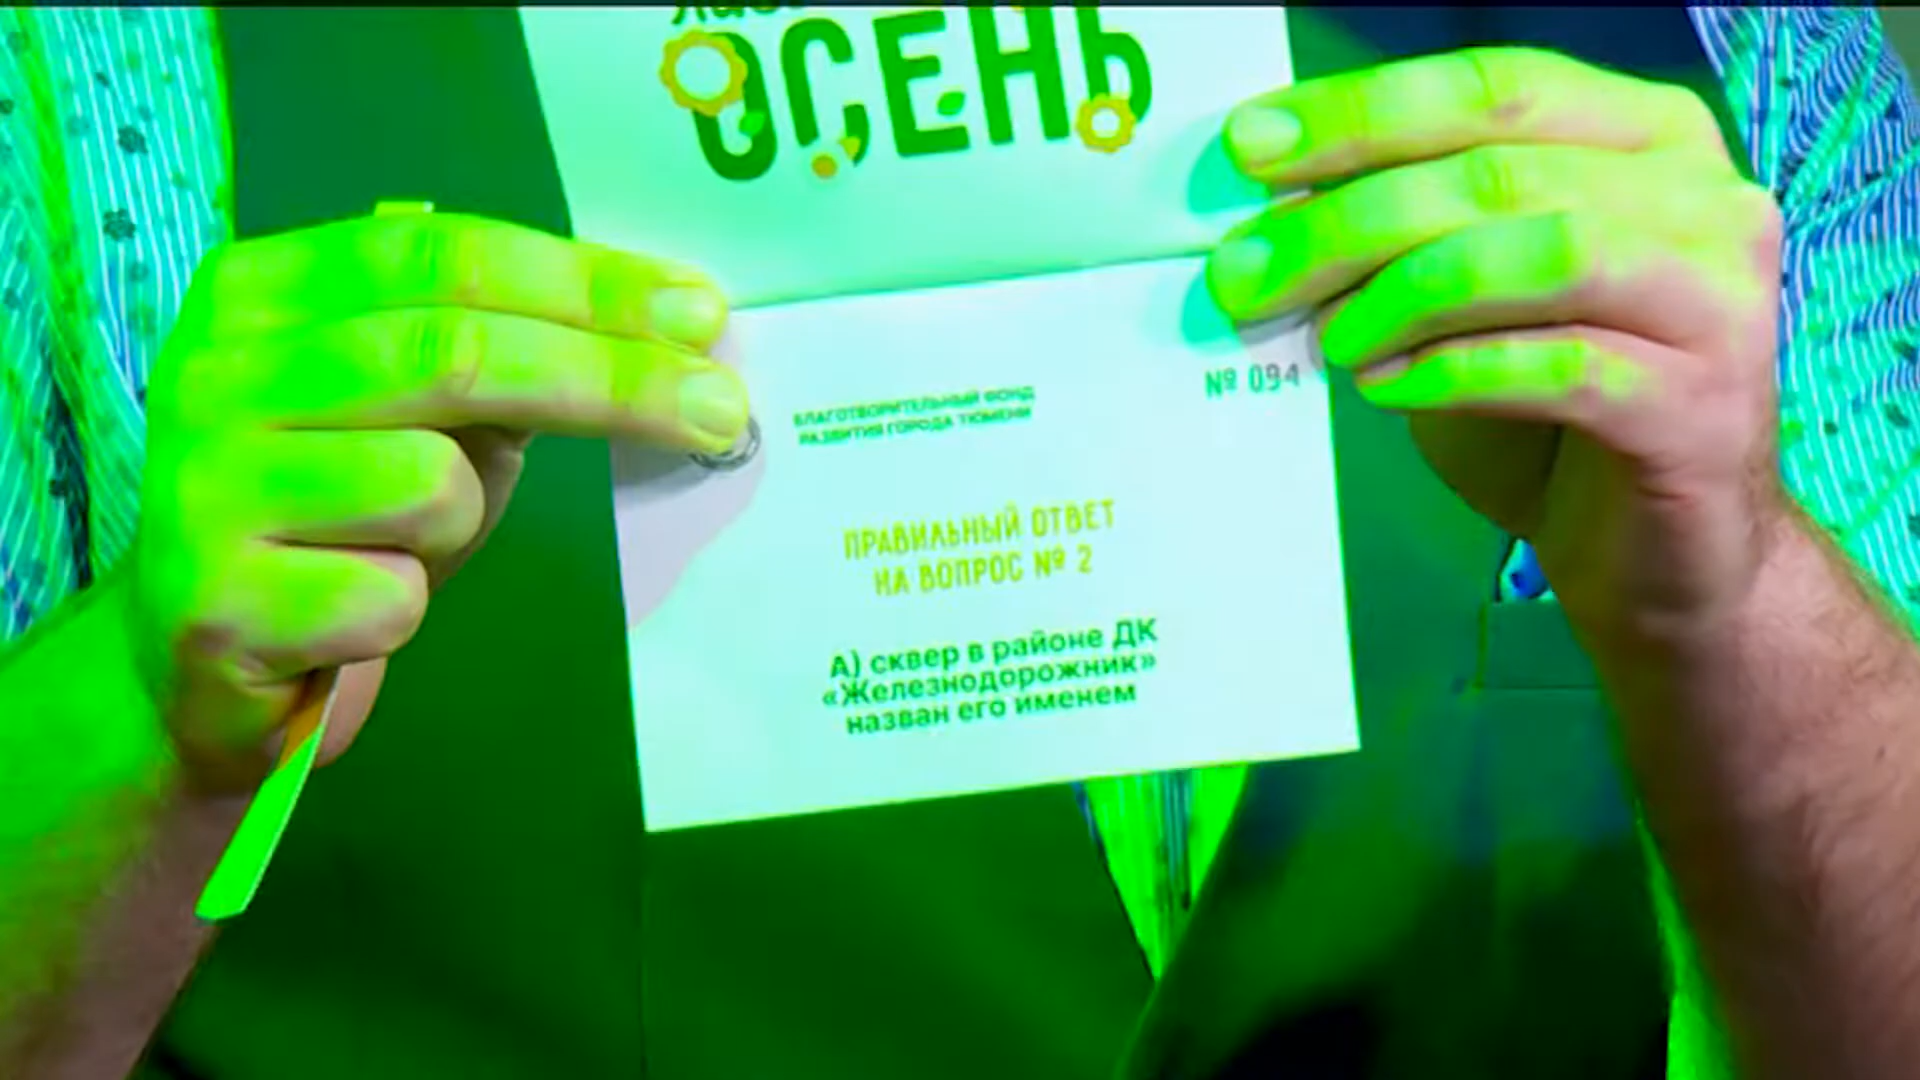 ОСЕНЬ
№ 094
БЛАГОТВОРИТЕЛЬНЫЙ ФОНД
РАЗВИТИЯ ГОРОДА ТЮМЕНИ
ПРАВИЛЬНЫЙ ОТВЕТ
НА ВОПРОС № 2
А) сквер в районе ДК
«Железнодорожник»
назван его именем